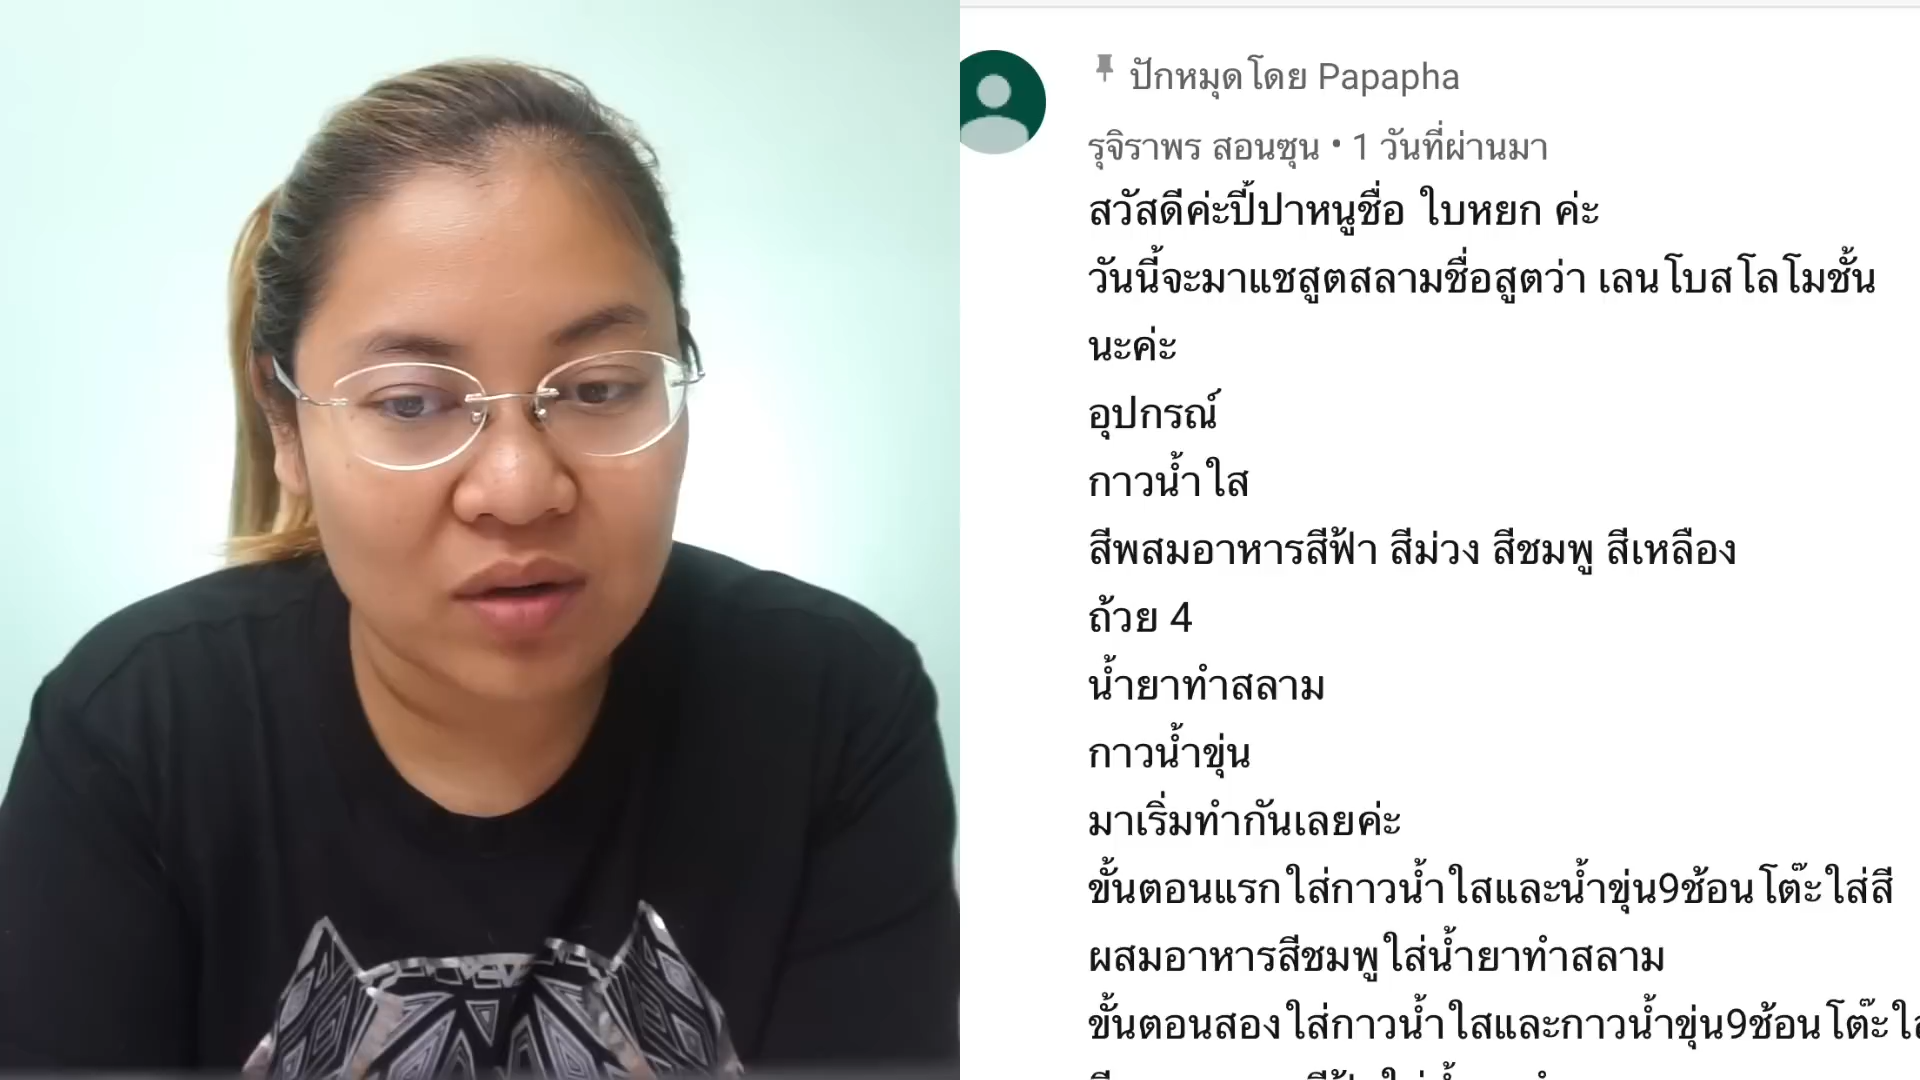 ปักหมุดโดย Papapha
รุจิราพร สอนซุน • 1 วันที่ผ่านมา
สวัสดีค่ะปี้ปาหนูชื่อ ใบหยก ค่ะ
วันนี้จะมาแชสูตสลามชื่อสูตว่า เลนโบสโลโมชั้น
นะค่ะ
อุปกรณ์
กาวน้ำใส
สีพสมอาหารสีฟ้า สีม่วง สีชมพู สีเหลือง
ถ้วย 4
น้ำยาทำสลาม
กาวน้ำขุ่น
มาเริ่มทำกันเลยค่ะ
ขั้นตอนแรกใส่กาวน้ำใสและน้ำขุ่น9ช้อนโต๊ะใส่สี
ผสมอาหารสีชมพูใส่น้ำยาทำสลาม
ขั้นตอนสองใส่กาวน้ำใสและกาวน้ำขุ่น9ช้อนโต๊ะ